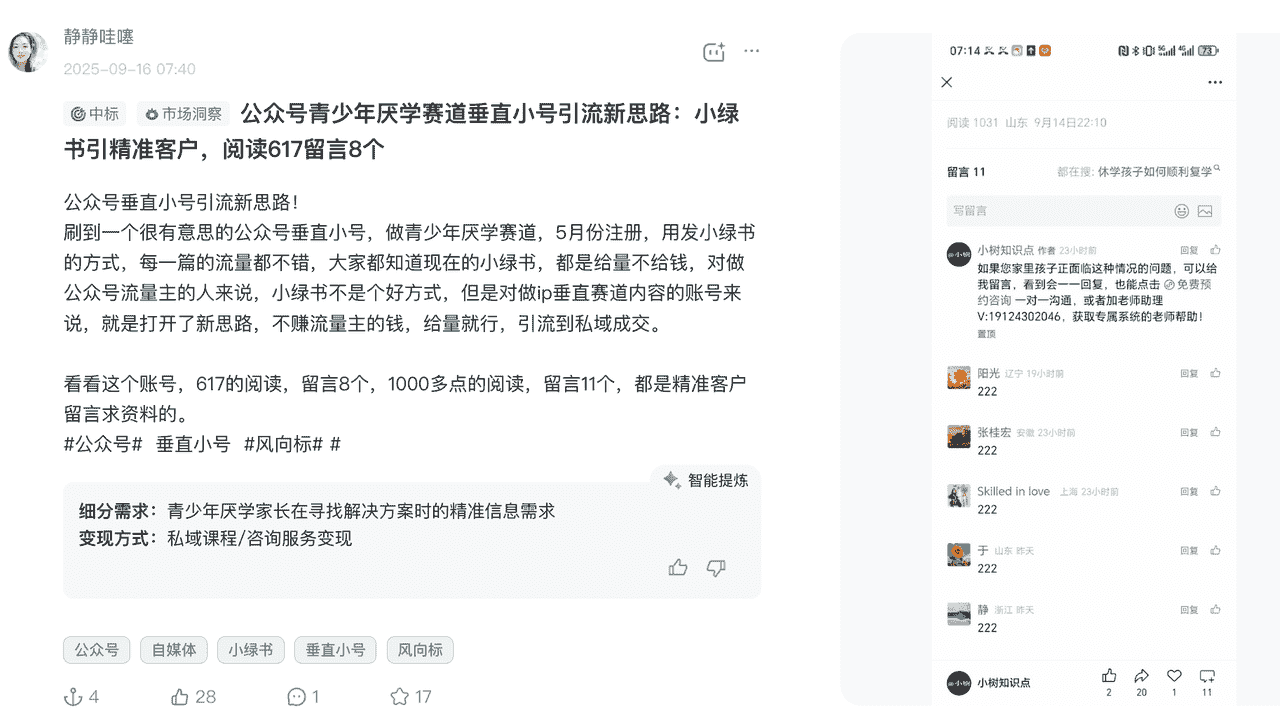 静静哇噻
2025-09-16 07:40
中标 市场洞察 公众号青少年厌学赛道垂直小号引流新思路：小绿
书引精准客户，阅读617留言8个
公众号垂直小号引流新思路！
刷到一个很有意思的公众号垂直小号，做青少年厌学赛道，5月份注册，用发小绿书
的方式，每一篇的流量都不错，大家都知道现在的小绿书，都是给量不给钱，对做
公众号流量主的人来说，小绿书不是个好方式，但是对做ip垂直赛道内容的账号来
说，就是打开了新思路，不赚流量主的钱，给量就行，引流到私域成交。
看看这个账号，617的阅读，留言8个，1000多点的阅读，留言11个，都是精准客户
留言求资料的。
#公众号# 垂直小号 #风向标# #
智能提炼
细分需求：青少年厌学家长在寻找解决方案时的精准信息需求
变现方式：私域课程/咨询服务变现
公众号 自媒体 小绿书 垂直小号 风向标
4 28 1 17
07:14 73
阅读 1031 山东 9月14日22:10
留言 11 都在搜: 休学孩子如何顺利复学
写留言
小树知识点 作者 23小时前 回复
如果您家里孩子正面临这种情况的问题，可以给
我留言，看到会一一回复，也能点击 免费预
约咨询 一对一沟通，或者加老师助理
V:19124302046，获取专属系统的老师帮助！
置顶
阳光 辽宁 19小时前 回复
222
张桂宏 安徽 23小时前 回复
222
Skilled in love 上海 23小时前 回复
222
于 山东 昨天 回复
222
静 浙江 昨天 回复
222
小树知识点
2 20 1 11